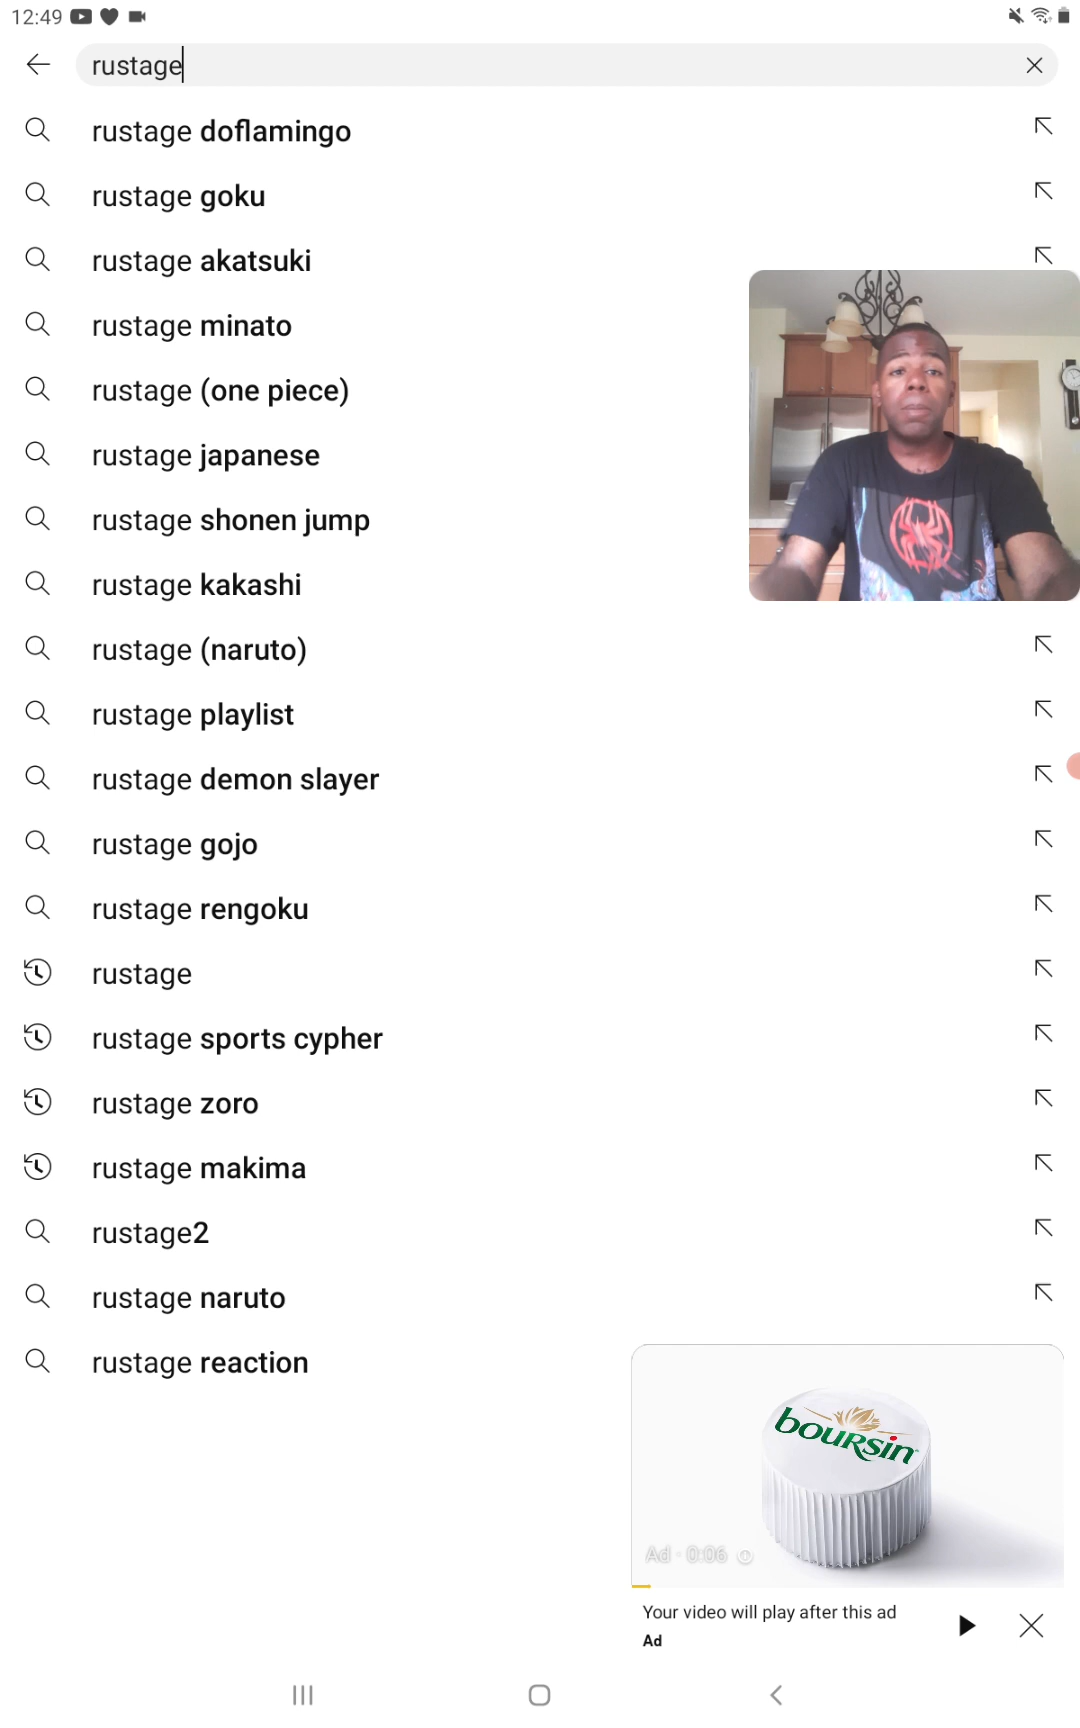 12:49
rustage
rustage doflamingo
rustage goku
rustage akatsuki
rustage minato
rustage (one piece)
rustage japanese
rustage shonen jump
rustage kakashi
rustage (naruto)
rustage playlist
rustage demon slayer
rustage gojo
rustage rengoku
rustage
rustage sports cypher
rustage zoro
rustage makima
rustage2
rustage naruto
rustage reaction
boursin
Ad · 0:06
Your video will play after this ad
Ad